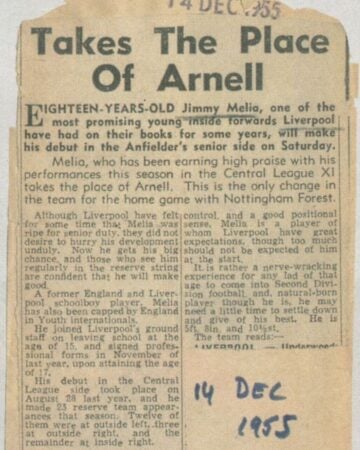 14 DEC 1955
Takes The Place
Of Arnell
EIGHTEEN-YEARS-OLD Jimmy Melia, one of the
most promising young inside forwards Liverpool
have had on their books for some years, will make
his debut in the Anfielder's senior side on Saturday.
Melia, who has been earning high praise with his
performances this season in the Central League XI
takes the place of Arnell. This is the only change in
the team for the home game with Nottingham Forest.
Although Liverpool have felt
for some time that Melia was
ripe for senior duty, they did not
desire to hurry his development
unduly. Now he gets his big
chance, and those who see him
regularly in the reserve string
are confident that he will make
good.
A former England and Liver-
pool schoolboy player, Melia
has also been capped by England
in Youth internationals.
He joined Liverpool's ground
staff on leaving school at the
age of 15, and signed profes-
sional forms in November of
last year, upon attaining the age
of 17.
His debut in the Central
League side took place on
August 28 last year, and he
made 23 reserve team appear-
ances that season. Twelve of
them were at outside left, three
at outside right, and the
remainder at inside right.
control, and a good positional
sense, Melia is a player of
whom Liverpool have great
expectations, though too much
should not be expected of him
at the start.
It is rather a nerve-wracking
experience for any lad of that
age to come into Second Divi-
sion football, and, natural-born
player though he is, he may
need a little time to settle down
and give of his best. He is
5ft. 8in. and 10½st.
The team reads:—
LIVERPOOL — Underwood
14 DEC
1955